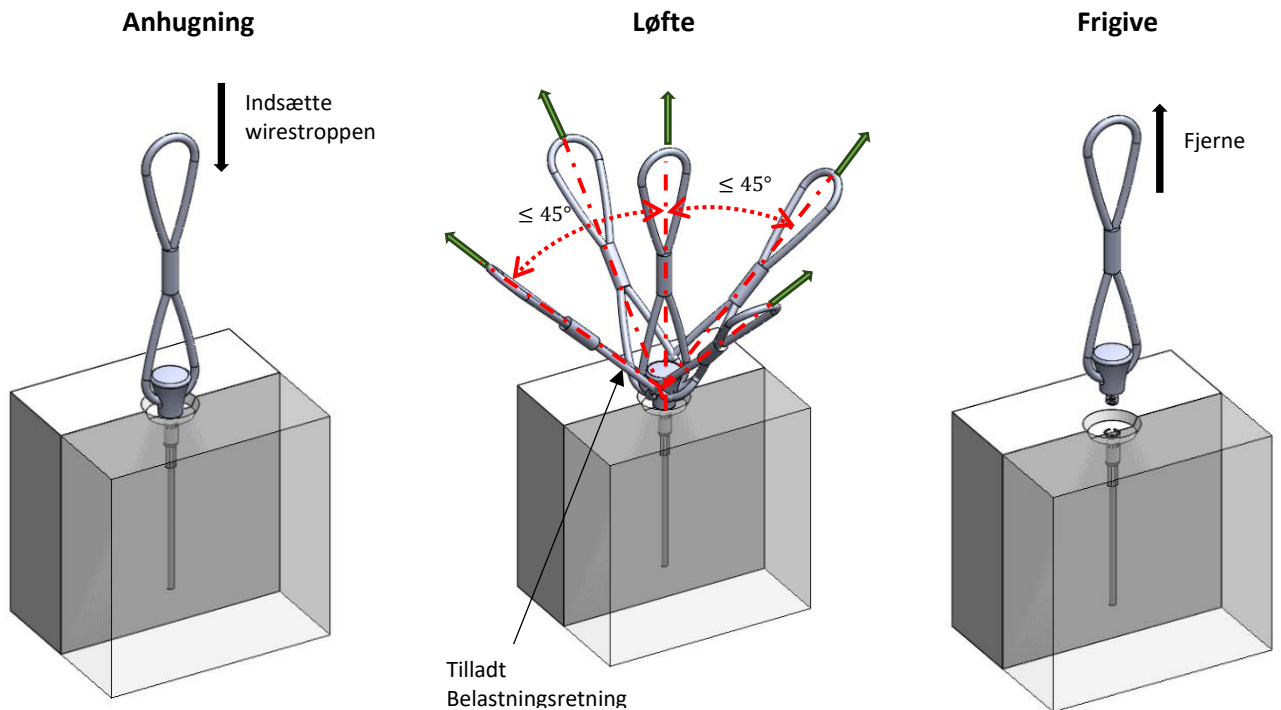 Anhugning
Indsætte
wirestroppen
Løfte
≤ 45°
≤ 45°
Tilladt
Belastningsretning
Frigive
Fjerne